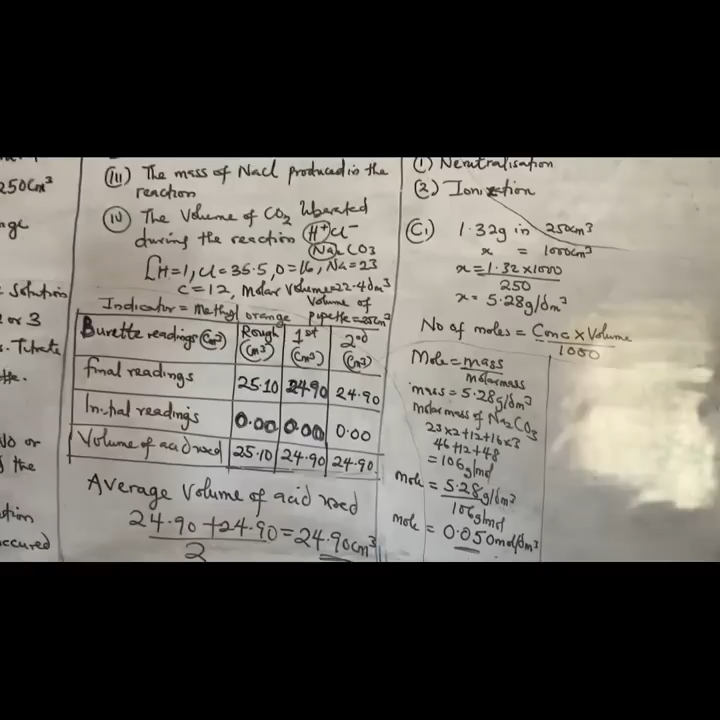 250cm³
nge
Solution
or 3
s. Titrate
No or
the
ation
occured
(III) The mass of Nacl produced in the
reaction
(IV) The Volume of CO₂ liberated
during the reaction H⁺Cl⁻
Na₂CO₃
[H=1, Cl=35.5, O=16, Na=23
C=12, Molar Volume=22.4dm³
Indicator = Methyl orange Volume of
pipette=25cm³
Burette readings (cm³) Rough (cm³) 1st (cm³) 2nd (cm³)
final readings 25.10 24.90 24.90
Initial readings 0.00 0.00 0.00
Volume of acid used 25.10 24.90 24.90
Average Volume of acid used
24.90 + 24.90 = 24.90cm³
2
(1) Nerutralisation
(2) Ionization
(C1) 1.32g in 250cm³
x = 1000cm³
x = 1.32 x 1000
250
x = 5.28g/dm³
No of moles = Conc x Volume
1000
Mole = mass
molar mass
mass = 5.28g/dm³
molar mass of Na₂CO₃
23x2+12+16x3
46+12+48
= 106g/mol
mole = 5.28g/dm³
106g/mol
mole = 0.050mol/dm³